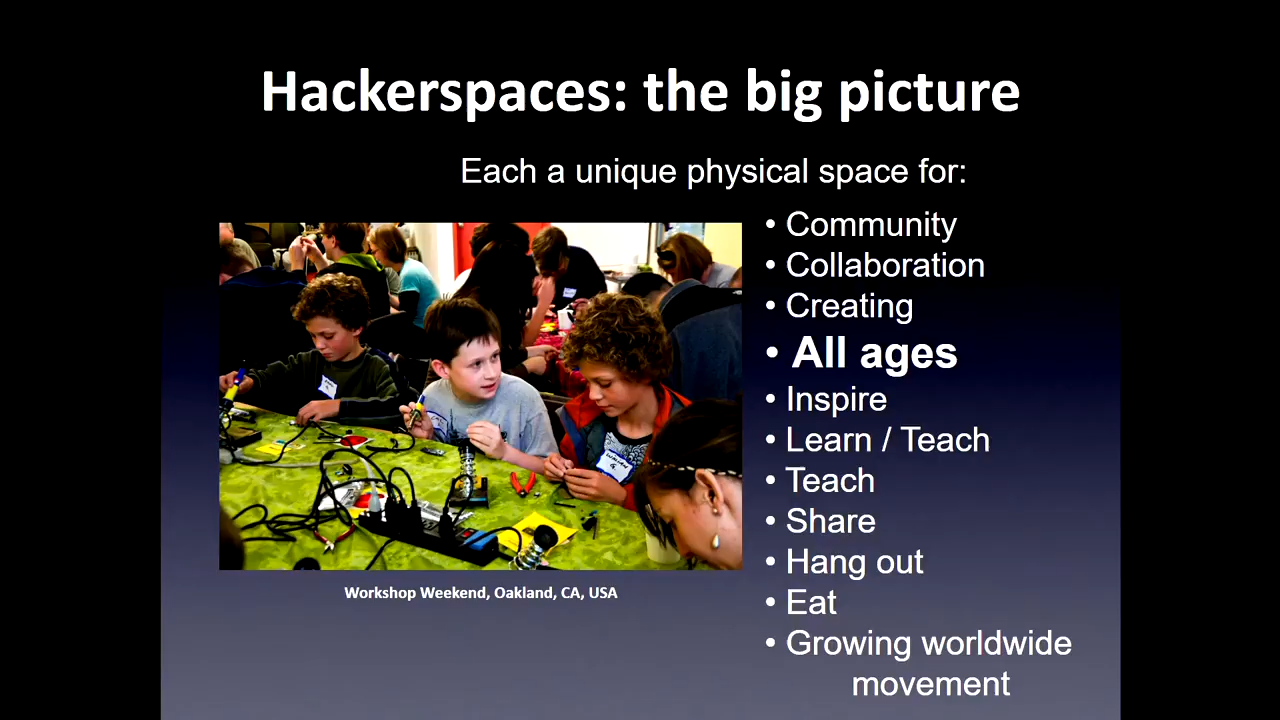 Hackerspaces: the big picture
Each a unique physical space for:
• Community
• Collaboration
• Creating
• All ages
• Inspire
• Learn / Teach
• Teach
• Share
• Hang out
• Eat
• Growing worldwide
movement
Workshop Weekend, Oakland, CA, USA